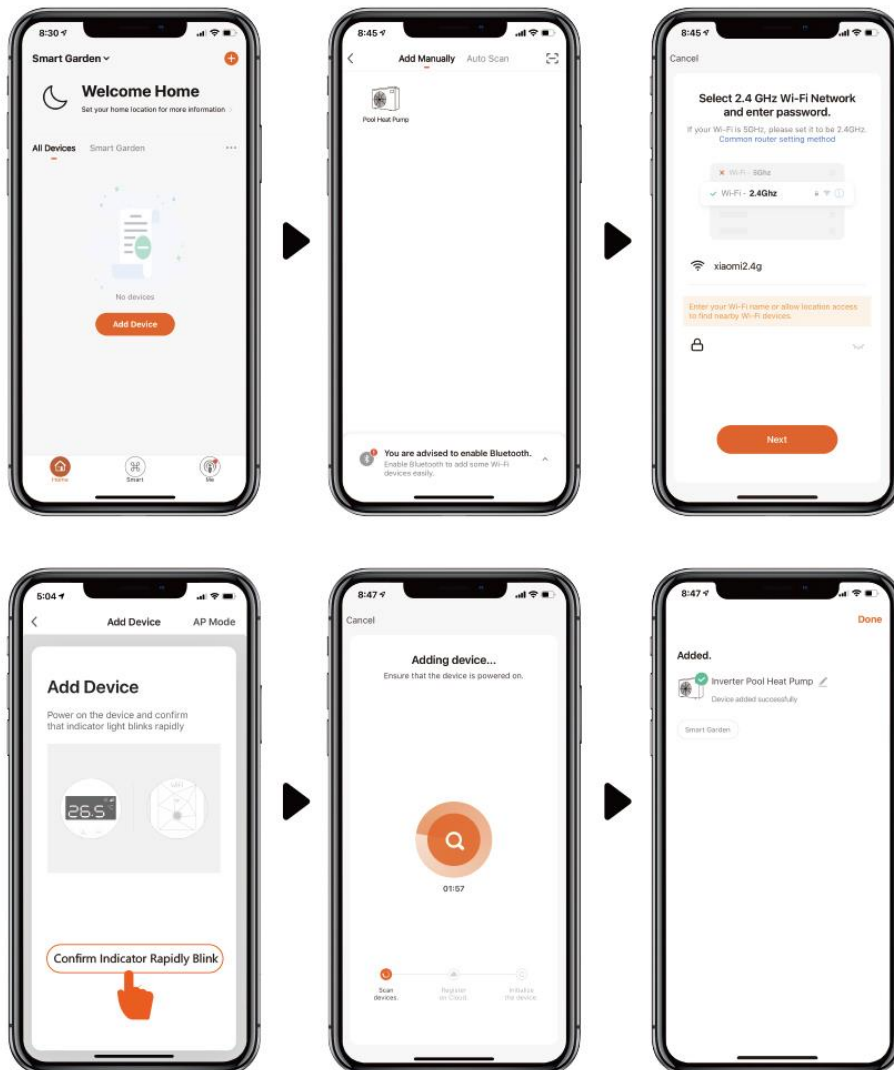 8:30
Smart Garden
Welcome Home
Set your home location for more information
All Devices Smart Garden ...
No devices
Add Device
Home Smart Me
8:45
Add Manually Auto Scan
Pool Heat Pump
You are advised to enable Bluetooth.
Enable Bluetooth to add some Wi-Fi
devices easily.
8:45
Cancel
Select 2.4 GHz Wi-Fi Network
and enter password.
If your Wi-Fi is 5GHz, please set it to be 2.4GHz.
Common router setting method
Wi-Fi - 5Ghz
Wi-Fi - 2.4Ghz
xiaomi2.4g
Enter your Wi-Fi name or allow location access
to find nearby Wi-Fi devices.
Next
5:04
Add Device AP Mode
Add Device
Power on the device and confirm
that indicator light blinks rapidly
26.5
Confirm Indicator Rapidly Blink
8:47
Cancel
Adding device...
Ensure that the device is powered on.
01:57
Scan Register Initialize
devices. on Cloud. the device.
8:47
Done
Added.
Inverter Pool Heat Pump
Device added successfully
Smart Garden